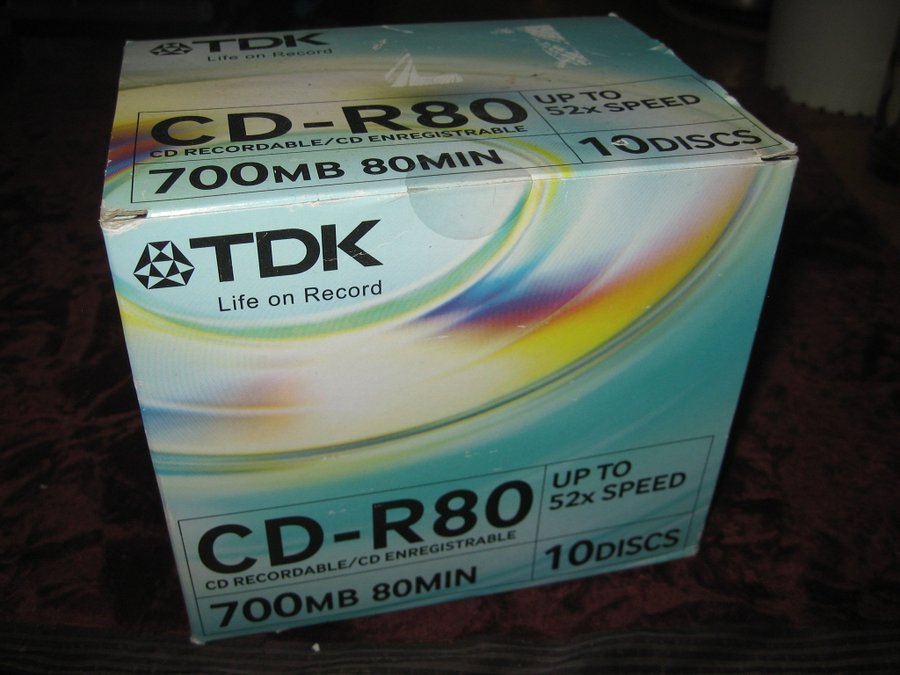 TDK
Life on Record
CD-R80
CD RECORDABLE/CD ENREGISTRABLE
700MB 80MIN
UP TO
52x SPEED
10DISCS
TDK
Life on Record
CD-R80
CD RECORDABLE/CD ENREGISTRABLE
700MB 80MIN
UP TO
52x SPEED
10DISCS